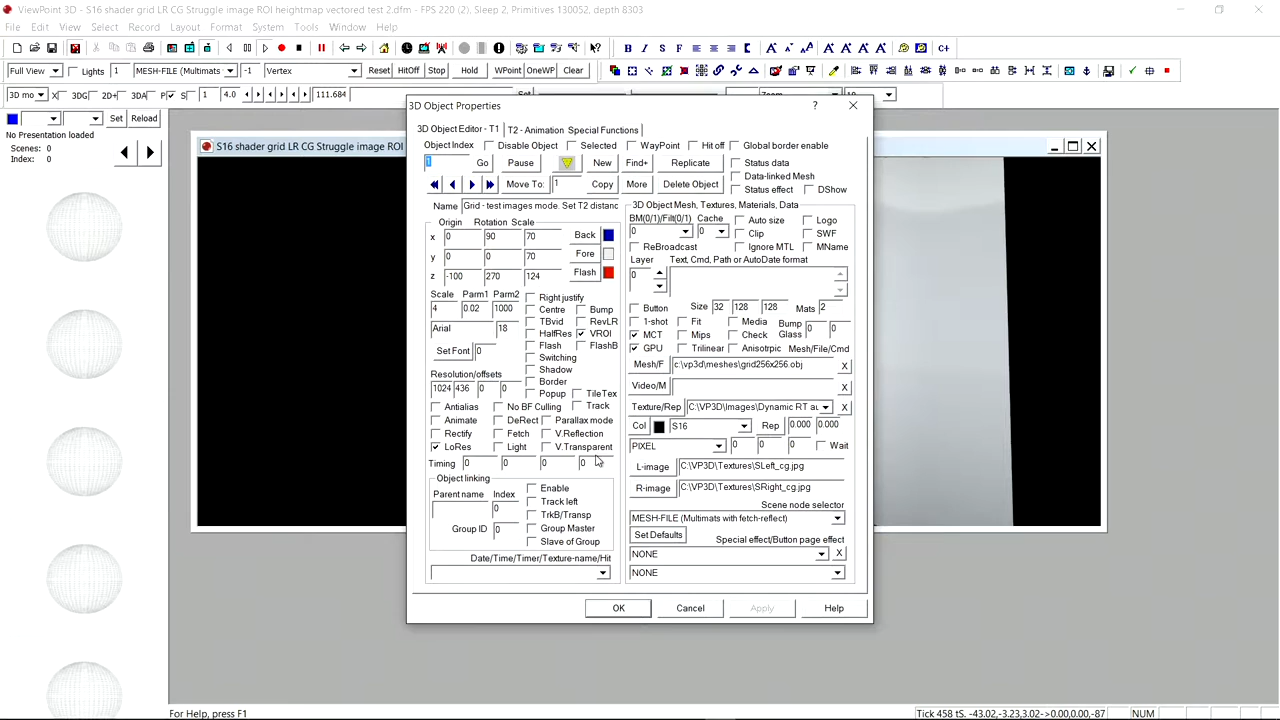 ViewPoint 3D - S16 shader grid LR CG Struggle image ROI heightmap vectored test 2.dfm - FPS 220 (2), Sleep 2, Primitives 130052, depth 8303
File Edit View Select Record Layout Format System Tools Window Help
B I U S F C+
Full View Lights 1 MESH-FILE (Multimats -1 Vertex Reset HitOff Stop Hold WPoint OneWP Clear
3D mo X 3DG 2D+ 3DA P S 1 4.0 111.684
Set Reload
No Presentation loaded
Scenes: 0
Index: 0
S16 shader grid LR CG Struggle image ROI
3D Object Properties
3D Object Editor - T1 T2 - Animation Special Functions
Object Index Disable Object Selected WayPoint Hit off Global border enable
1 Go Pause New Find+ Replicate Status data
Data-linked Mesh
Move To: 1 Copy More Delete Object Status effect DShow
Name Grid - test images mode. Set T2 distanc
3D Object Mesh, Textures, Materials, Data
Origin Rotation Scale
x 0 90 70 Back
y 0 0 70 Fore
z -100 270 124 Flash
BM(0/1)/Filt(0/1) Cache Auto size Logo
0 0 Clip SWF
ReBroadcast Ignore MTL MName
Layer Text, Cmd, Path or AutoDate format
0
Scale Parm1 Parm2 Right justify
4 0.02 1000 Centre Bump
TBvid RevLR
Arial 18 HalfRes VROI
Flash FlashB
Set Font 0 Switching
Shadow
Resolution/offsets Border
1024 436 0 0 Popup TileTex
Track
Button Size 32 128 128 Mats 2
1-shot Fit Media Bump 0 0
MCT Mips Check Glass
GPU Trilinear Anisotrpic Mesh/File/Cmd
Mesh/F c:\vp3d\meshes\grid256x256.obj X
Video/M X
Texture/Rep C:\VP3D\Images\Dynamic RT au X
Antialias No BF Culling
Animate DeRect Parallax mode
Rectify Fetch V.Reflection
LoRes Light V.Transparent
Timing 0 0 0 0
Col S16 Rep 0.000 0.000
PIXEL 0 0 0 Wait
L-image C:\VP3D\Textures\SLeft_cg.jpg
R-image C:\VP3D\Textures\SRight_cg.jpg
Object linking
Enable
Parent name Index Track left
0 TrkB/Transp
Group ID 0 Group Master
Slave of Group
Scene node selector
MESH-FILE (Multimats with fetch-reflect)
Set Defaults Special effect/Button page effect
NONE X
Date/Time/Timer/Texture-name/Hit
NONE
OK Cancel Apply Help
For Help, press F1
Tick 458 tS. -43.02,-3.23,3.02->0.00,0.00,-87 NUM